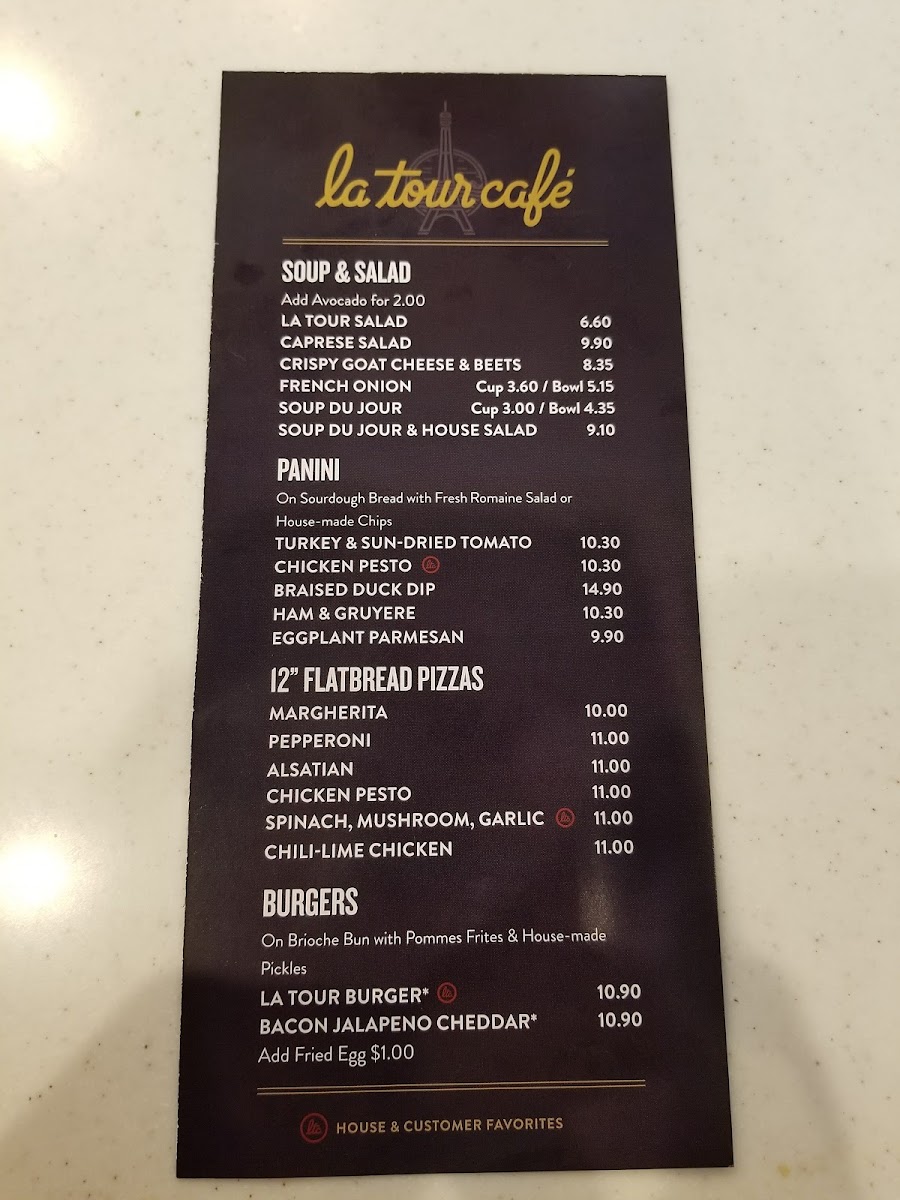 la tour café
SOUP & SALAD
Add Avocado for 2.00
LA TOUR SALAD 6.60
CAPRESE SALAD 9.90
CRISPY GOAT CHEESE & BEETS 8.35
FRENCH ONION Cup 3.60 / Bowl 5.15
SOUP DU JOUR Cup 3.00 / Bowl 4.35
SOUP DU JOUR & HOUSE SALAD 9.10
PANINI
On Sourdough Bread with Fresh Romaine Salad or
House-made Chips
TURKEY & SUN-DRIED TOMATO 10.30
CHICKEN PESTO la 10.30
BRAISED DUCK DIP 14.90
HAM & GRUYERE 10.30
EGGPLANT PARMESAN 9.90
12” FLATBREAD PIZZAS
MARGHERITA 10.00
PEPPERONI 11.00
ALSATIAN 11.00
CHICKEN PESTO 11.00
SPINACH, MUSHROOM, GARLIC la 11.00
CHILI-LIME CHICKEN 11.00
BURGERS
On Brioche Bun with Pommes Frites & House-made
Pickles
LA TOUR BURGER* la 10.90
BACON JALAPENO CHEDDAR* 10.90
Add Fried Egg $1.00
la HOUSE & CUSTOMER FAVORITES